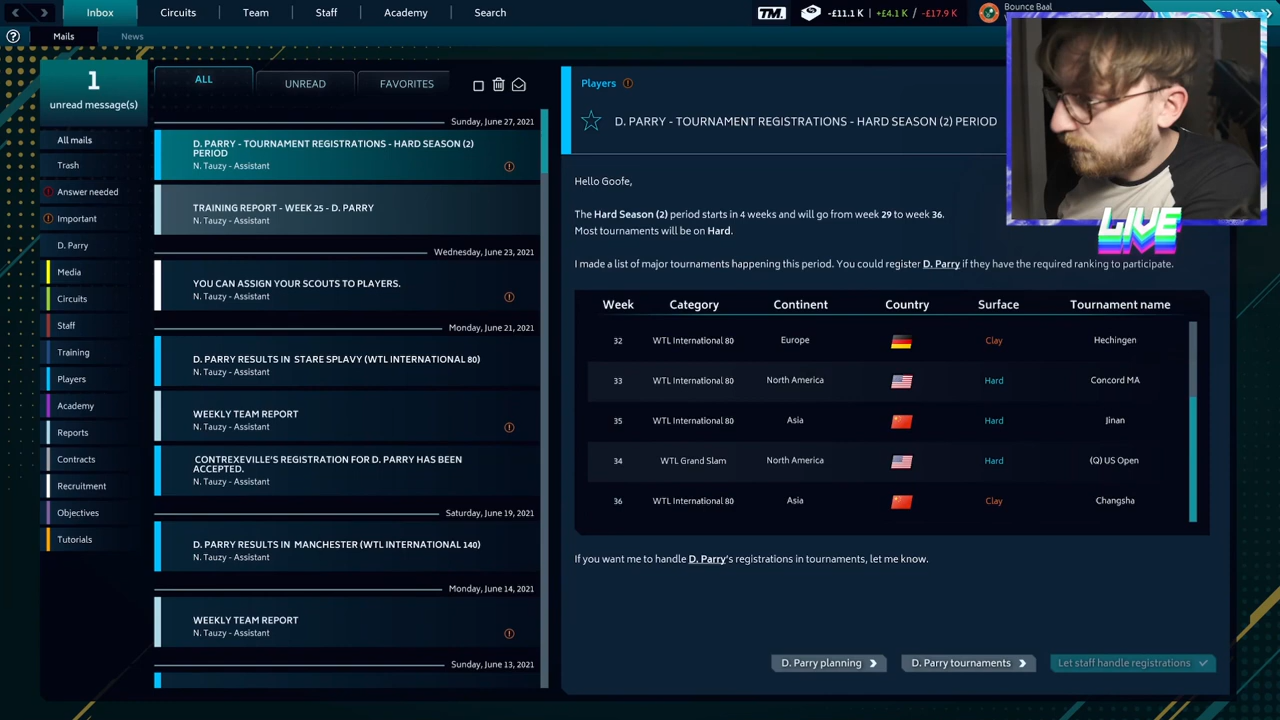 Inbox
Circuits
Team
Staff
Academy
Search
TM.
-£11.1 K
+£4.1 K / -£17.9 K
Bounce Baal
Mails
News
1
unread message(s)
All mails
Trash
Answer needed
Important
D. Parry
Media
Circuits
Staff
Training
Players
Academy
Reports
Contracts
Recruitment
Objectives
Tutorials
ALL
UNREAD
FAVORITES
Sunday, June 27, 2021
D. PARRY - TOURNAMENT REGISTRATIONS - HARD SEASON (2)
PERIOD
N. Tauzy - Assistant
TRAINING REPORT - WEEK 25 - D. PARRY
N. Tauzy - Assistant
Wednesday, June 23, 2021
YOU CAN ASSIGN YOUR SCOUTS TO PLAYERS.
N. Tauzy - Assistant
Monday, June 21, 2021
D. PARRY RESULTS IN STARE SPLAVY (WTL INTERNATIONAL 80)
N. Tauzy - Assistant
WEEKLY TEAM REPORT
N. Tauzy - Assistant
CONTREXEVILLE'S REGISTRATION FOR D. PARRY HAS BEEN
ACCEPTED.
N. Tauzy - Assistant
Saturday, June 19, 2021
D. PARRY RESULTS IN MANCHESTER (WTL INTERNATIONAL 140)
N. Tauzy - Assistant
Monday, June 14, 2021
WEEKLY TEAM REPORT
N. Tauzy - Assistant
Sunday, June 13, 2021
Players
D. PARRY - TOURNAMENT REGISTRATIONS - HARD SEASON (2) PERIOD
Hello Goofe,
The Hard Season (2) period starts in 4 weeks and will go from week 29 to week 36.
Most tournaments will be on Hard.
I made a list of major tournaments happening this period. You could register D. Parry if they have the required ranking to participate.
Week Category Continent Country Surface Tournament name
32 WTL International 80 Europe Clay Hechingen
33 WTL International 80 North America Hard Concord MA
35 WTL International 80 Asia Hard Jinan
34 WTL Grand Slam North America Hard (Q) US Open
36 WTL International 80 Asia Clay Changsha
If you want me to handle D. Parry's registrations in tournaments, let me know.
D. Parry planning
D. Parry tournaments
Let staff handle registrations
LIVE